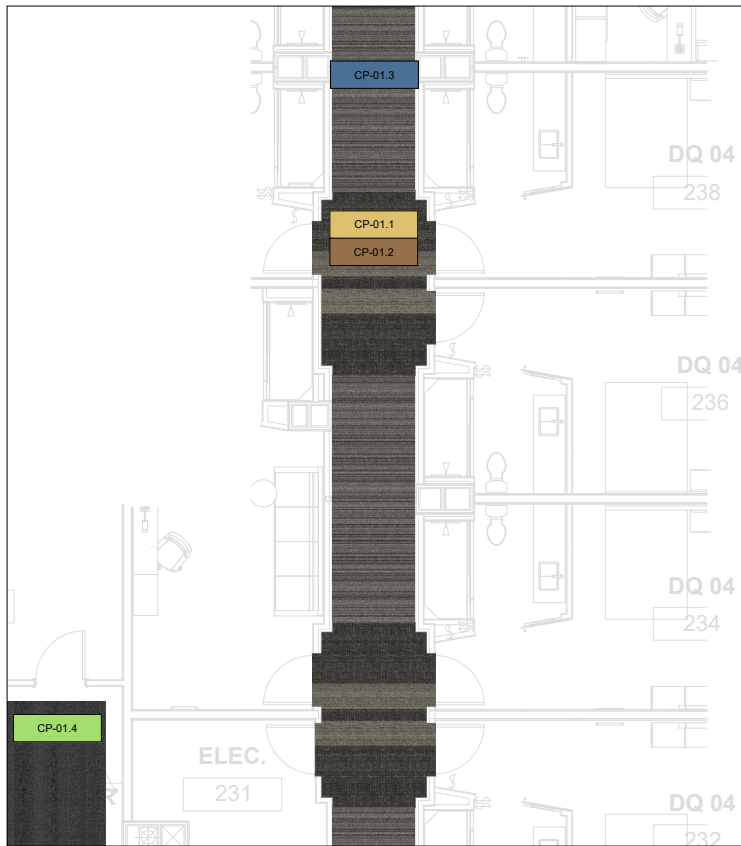 CP-01.3
DQ 04
238
CP-01.1
CP-01.2
DQ 04
236
DQ 04
234
CP-01.4
ELEC.
231
R
DQ 04
232